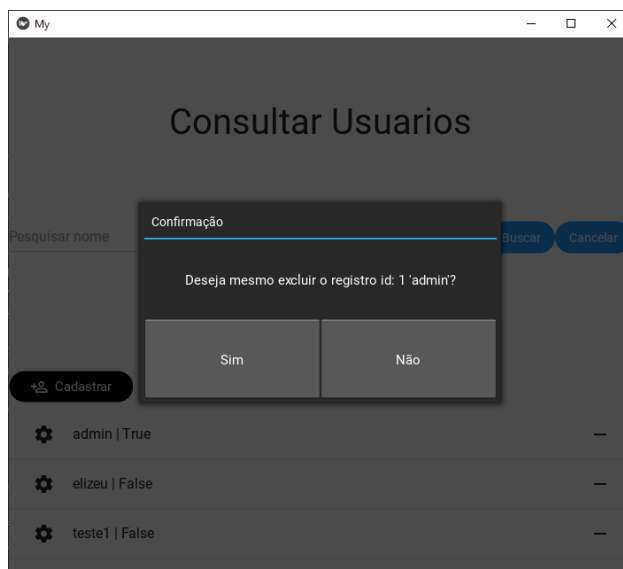 My
Consultar Usuarios
Pesquisar nome
Buscar
Cancelar
Confirmação
Deseja mesmo excluir o registro id: 1 'admin'?
Sim
Não
Cadastrar
admin | True
elizeu | False
teste1 | False